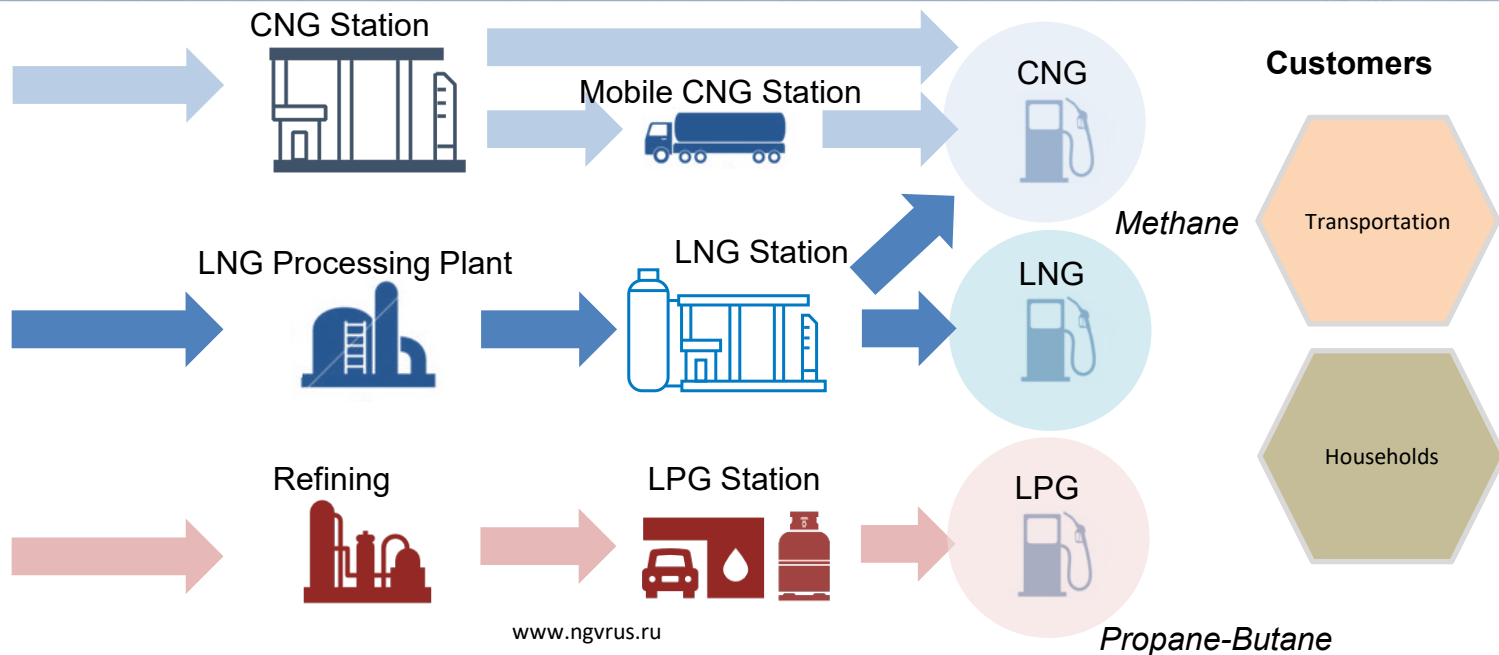 CNG Station
Mobile CNG Station
CNG
Customers
Methane
Transportation
LNG Processing Plant
LNG Station
LNG
Households
Refining
LPG Station
LPG
www.ngvrus.ru
Propane-Butane